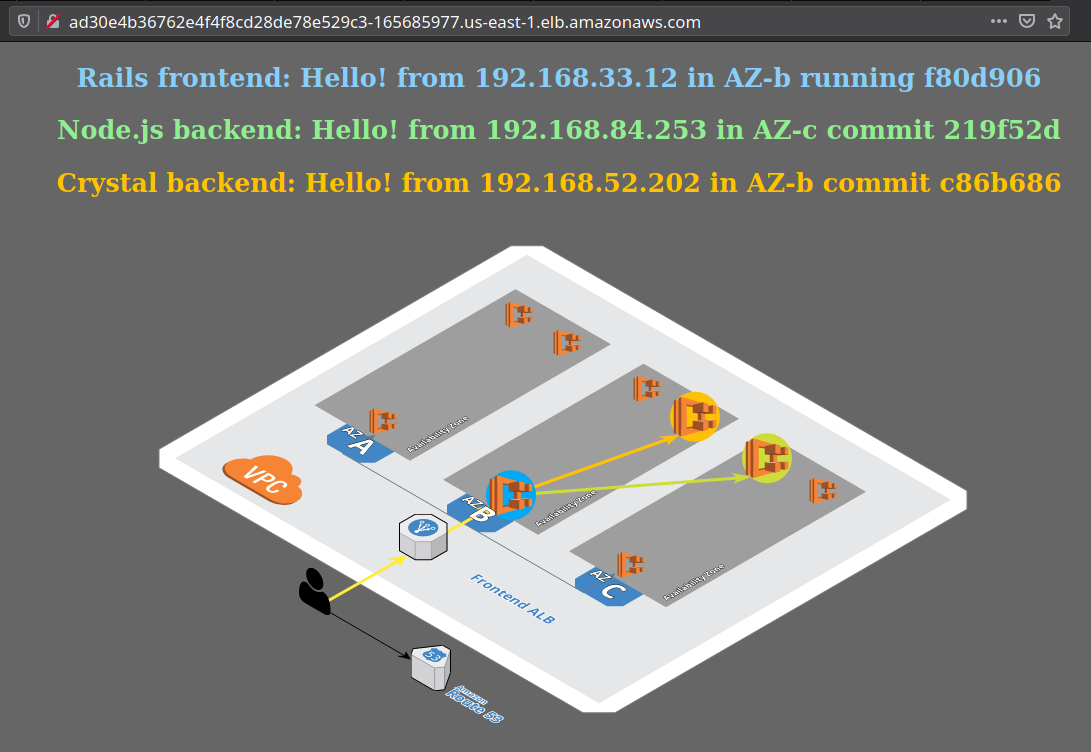 ad30e4b36762e4f4f8cd28de78e529c3-165685977.us-east-1.elb.amazonaws.com
Rails frontend: Hello! from 192.168.33.12 in AZ-b running f80d906
Node.js backend: Hello! from 192.168.84.253 in AZ-c commit 219f52d
Crystal backend: Hello! from 192.168.52.202 in AZ-b commit c86b686
AZ A
Availability Zone
VPC
AZ B
Availability Zone
AZ C
Availability Zone
Frontend ALB
53
Amazon
Route 53